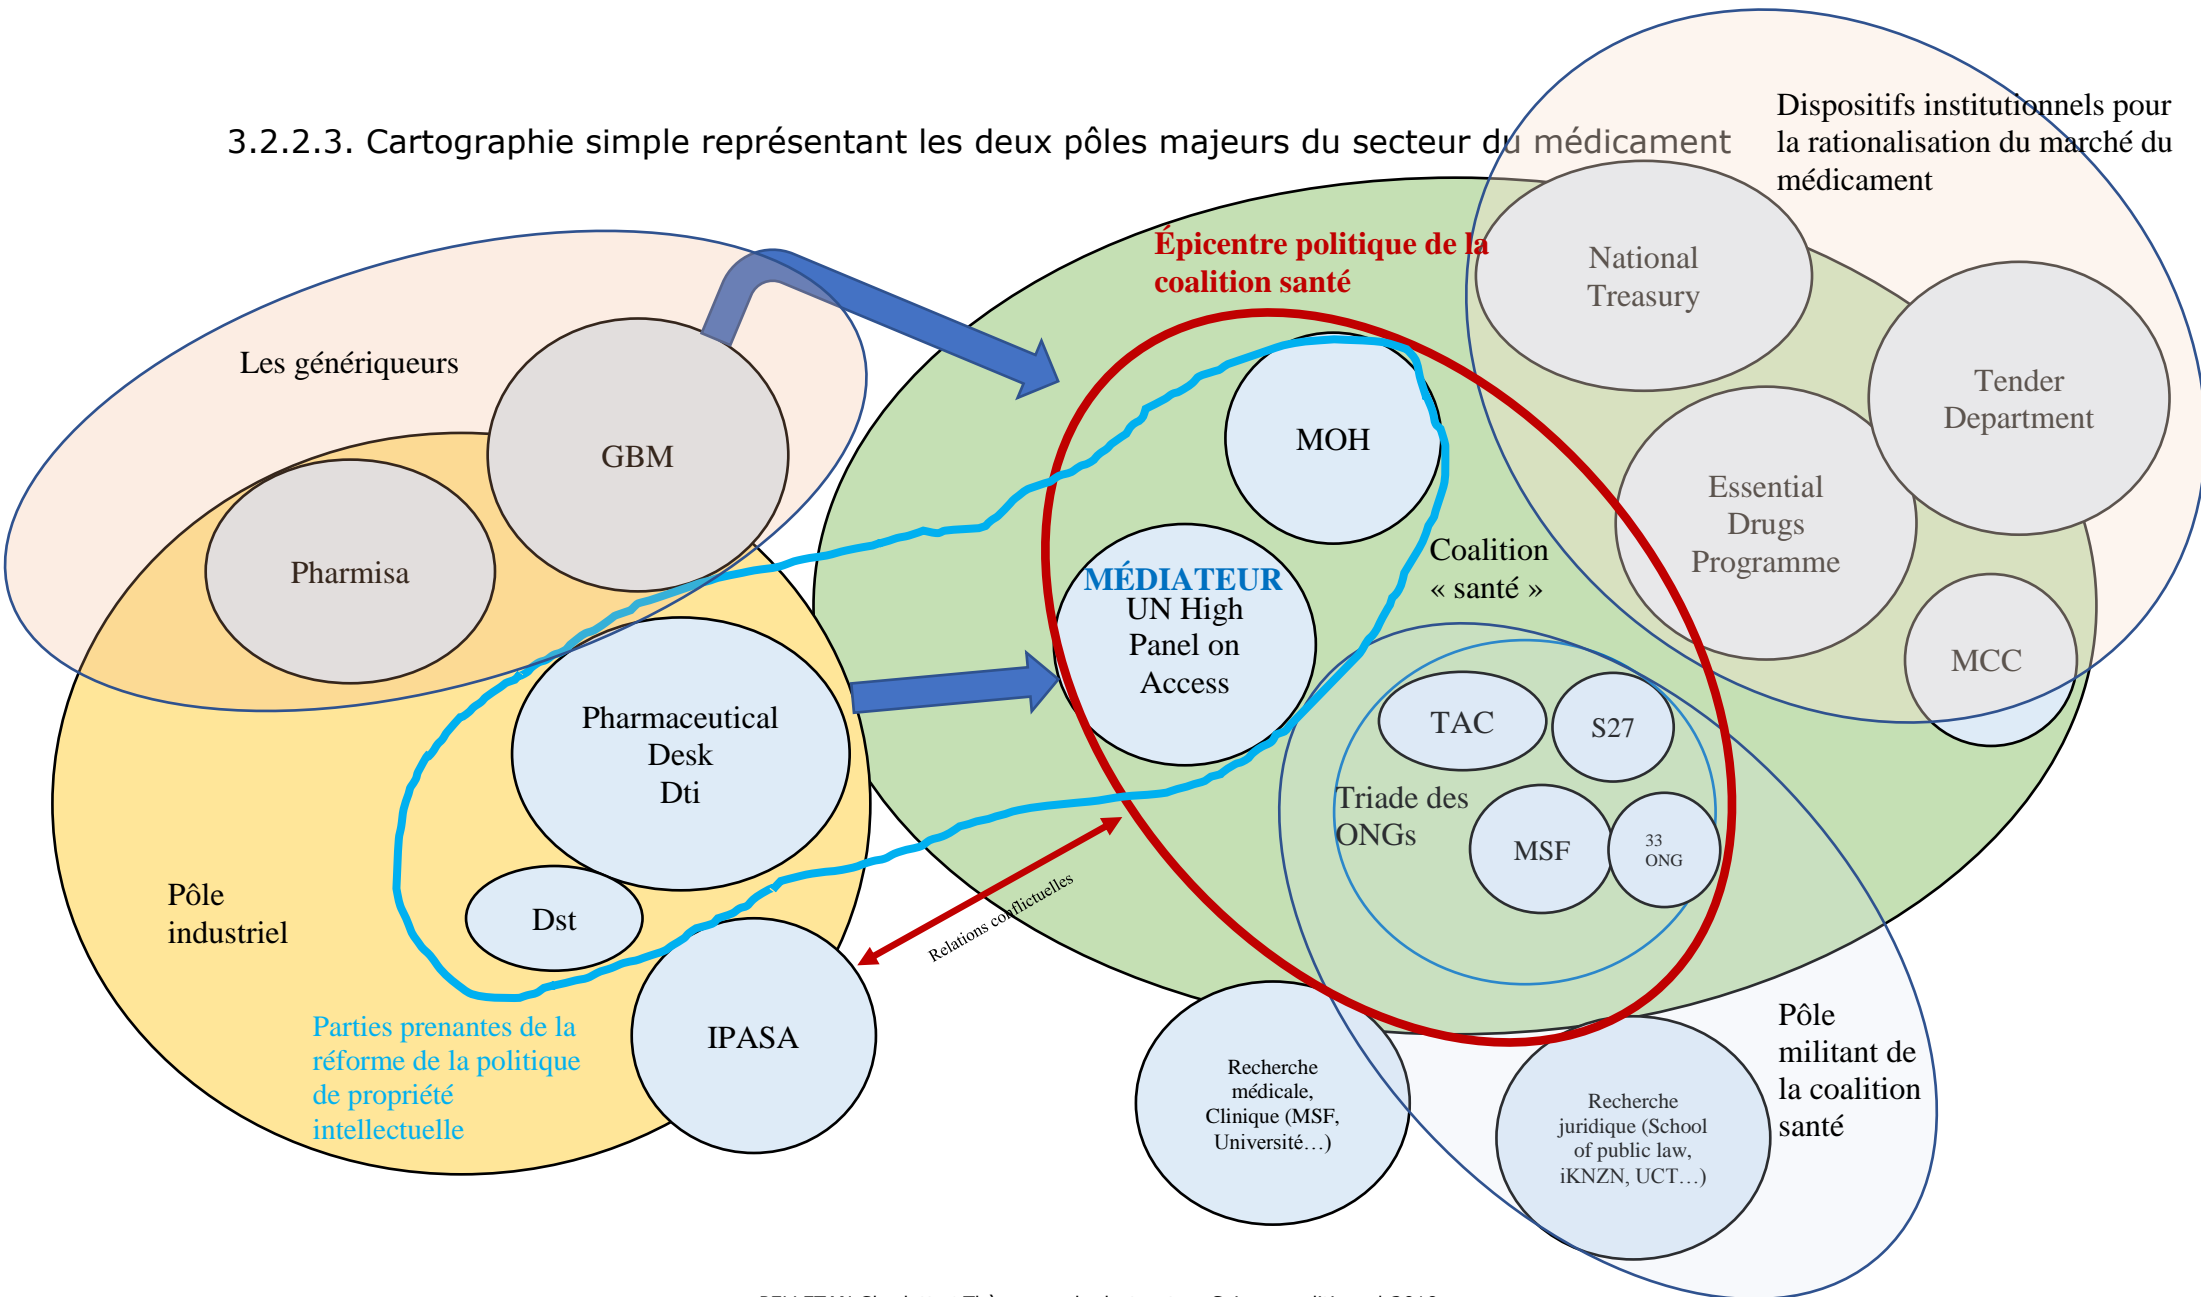 3.2.2.3. Cartographie simple représentant les deux pôles majeurs du secteur du médicament
Dispositifs institutionnels pour
la rationalisation du marché du
médicament
Épicentre politique de la
coalition santé
National
Treasury
Tender
Department
Les génériqueurs
GBM
MOH
Essential
Drugs
Programme
Pharmisa
Coalition
« santé »
MÉDIATEUR
UN High
Panel on
Access
MCC
Pharmaceutical
Desk
Dti
TAC
S27
Triade des
ONGs
MSF
33
ONG
Pôle
industriel
Dst
Relations conflictuelles
Parties prenantes de la
réforme de la politique
de propriété
intellectuelle
IPASA
Pôle
militant de
la coalition
santé
Recherche
médicale,
Clinique (MSF,
Université…)
Recherche
juridique (School
of public law,
iKNZN, UCT…)